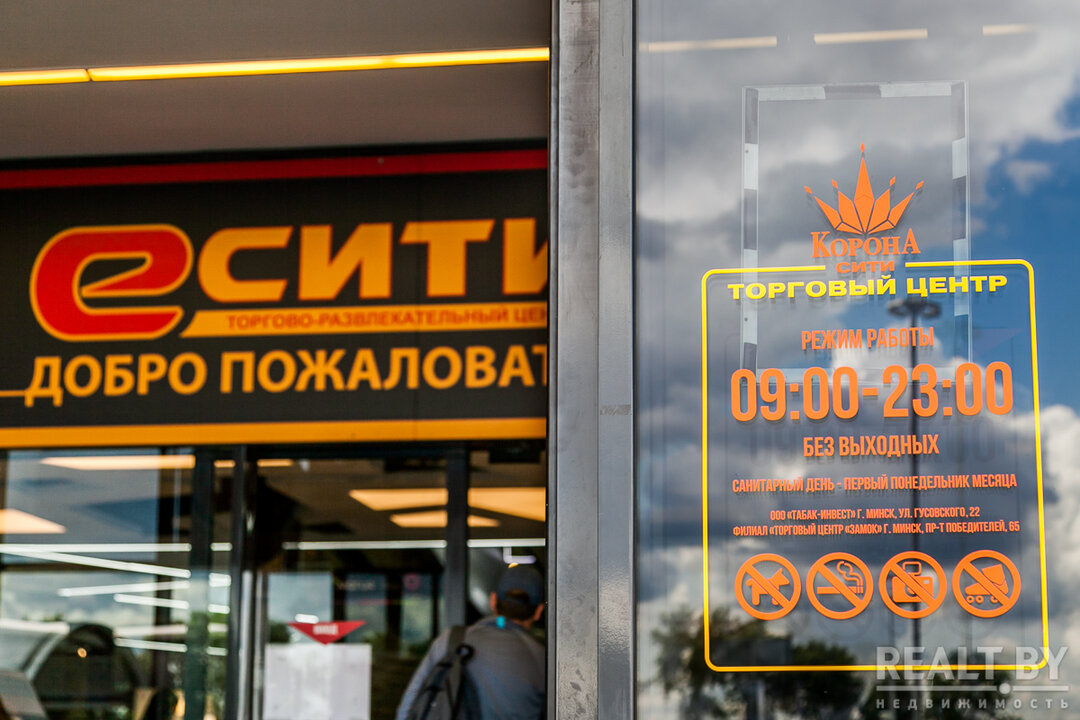 eСИТИ
ТОРГОВО-РАЗВЛЕКАТЕЛЬНЫЙ ЦЕН
ДОБРО ПОЖАЛОВАТ
КОРОНА
СИТИ
ТОРГОВЫЙ ЦЕНТР
РЕЖИМ РАБОТЫ
09:00-23:00
БЕЗ ВЫХОДНЫХ
САНИТАРНЫЙ ДЕНЬ - ПЕРВЫЙ ПОНЕДЕЛЬНИК МЕСЯЦА
ООО «ТАБАК-ИНВЕСТ» Г. МИНСК, УЛ. ГУСОВСКОГО, 22
ФИЛИАЛ «ТОРГОВЫЙ ЦЕНТР «ЗАМОК» Г. МИНСК, ПР-Т ПОБЕДИТЕЛЕЙ, 65
REALT.BY
НЕДВИЖИМОСТЬ